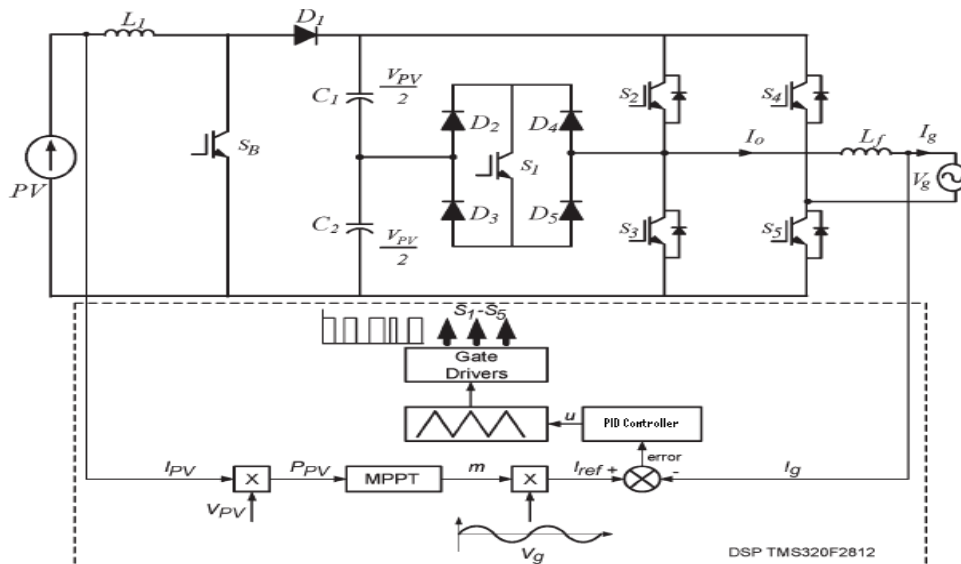 L1
D1
C1
VPV
2
D2
D4
S2
S4
SB
S1
Io
Lf
Ig
PV
Vg
C2
D3
D5
S3
S5
VPV
2
S1-S5
Gate
Drivers
u
PID Controller
error
IPV
X
PPV
MPPT
m
X
Iref +
-
Ig
VPV
Vg
DSP TMS320F2812